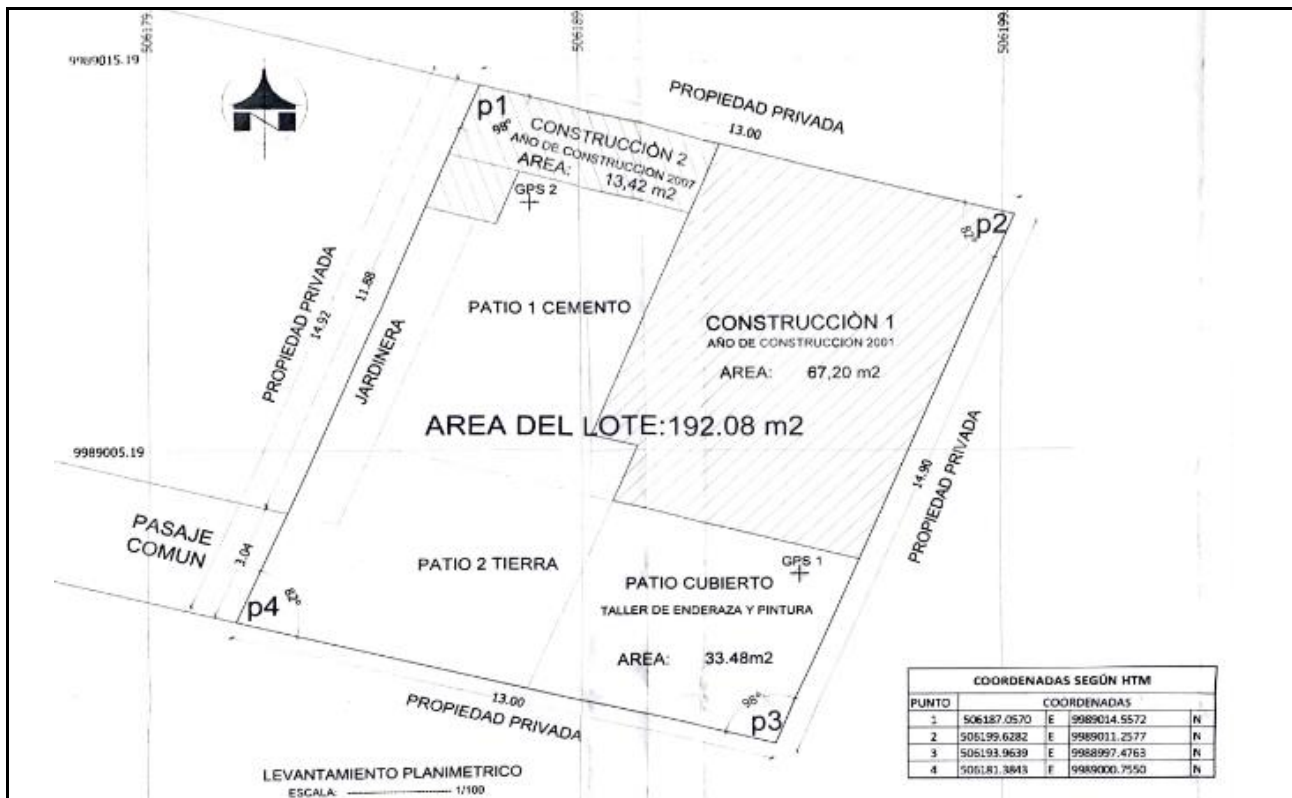 506179.
506189
506199.
9989015.19
PROPIEDAD PRIVADA
13.00
p1
98°
CONSTRUCCIÓN 2
AÑO DE CONSTRUCCION 2007
AREA: 13,42 m2
GPS 2
p2
PROPIEDAD PRIVADA
14.92
11.88
JARDINERA
PATIO 1 CEMENTO
CONSTRUCCIÒN 1
AÑO DE CONSTRUCCION 2001
AREA: 67,20 m2
AREA DEL LOTE:192.08 m2
9989005.19
14.90
PROPIEDAD PRIVADA
PASAJE
COMUN
3.04
PATIO 2 TIERRA
GPS 1
PATIO CUBIERTO
TALLER DE ENDERAZA Y PINTURA
AREA: 33.48m2
p4
82°
98°
p3
13.00
PROPIEDAD PRIVADA
LEVANTAMIENTO PLANIMETRICO
ESCALA: 1/100
COORDENADAS SEGÚN HTM
PUNTO COORDENADAS
1 506187.0570 E 9989014.5572 N
2 506199.6282 E 9989011.2577 N
3 506193.9639 E 9988997.4763 N
4 506181.3843 E 9989000.7550 N